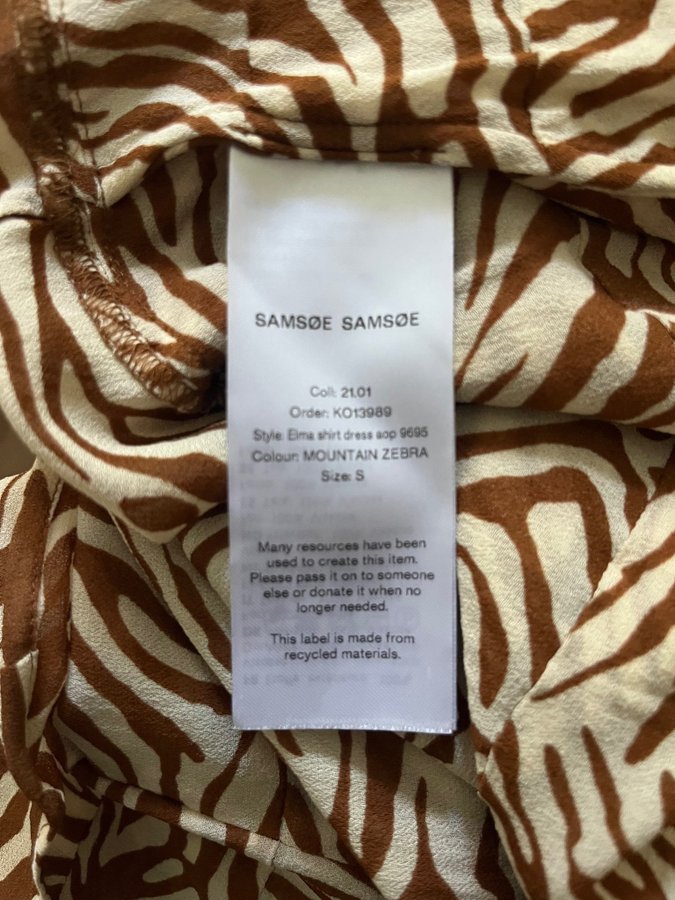 SAMSØE SAMSØE
Coll: 21.01
Order: KO13989
Style: Elma shirt dress aop 9695
Colour: MOUNTAIN ZEBRA
Size: S
Many resources have been
used to create this item.
Please pass it on to someone
else or donate it when no
longer needed.
This label is made from
recycled materials.